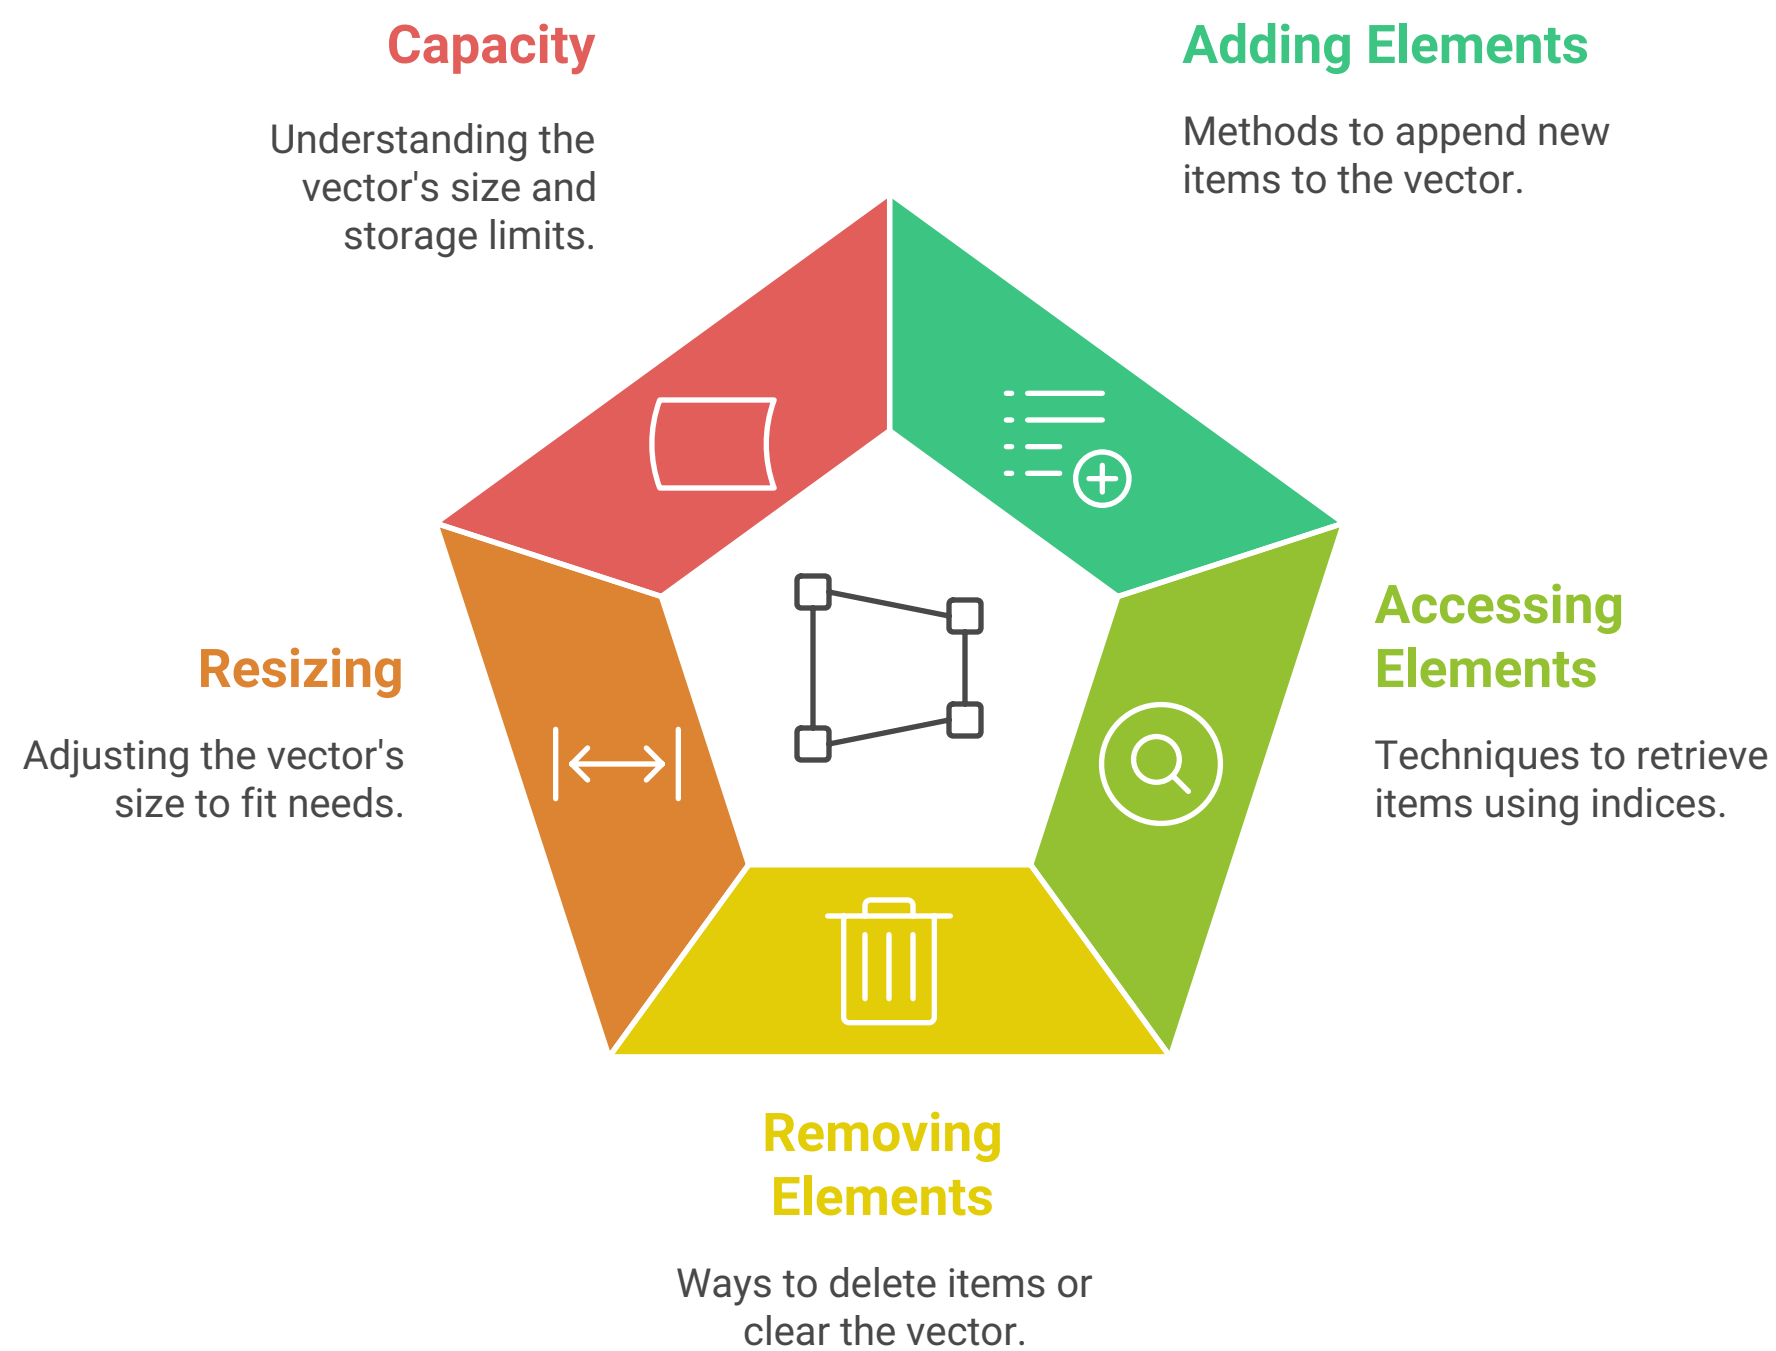 Capacity
Understanding the
vector's size and
storage limits.
Adding Elements
Methods to append new
items to the vector.
Accessing
Elements
Techniques to retrieve
items using indices.
Resizing
Adjusting the vector's
size to fit needs.
Removing
Elements
Ways to delete items or
clear the vector.